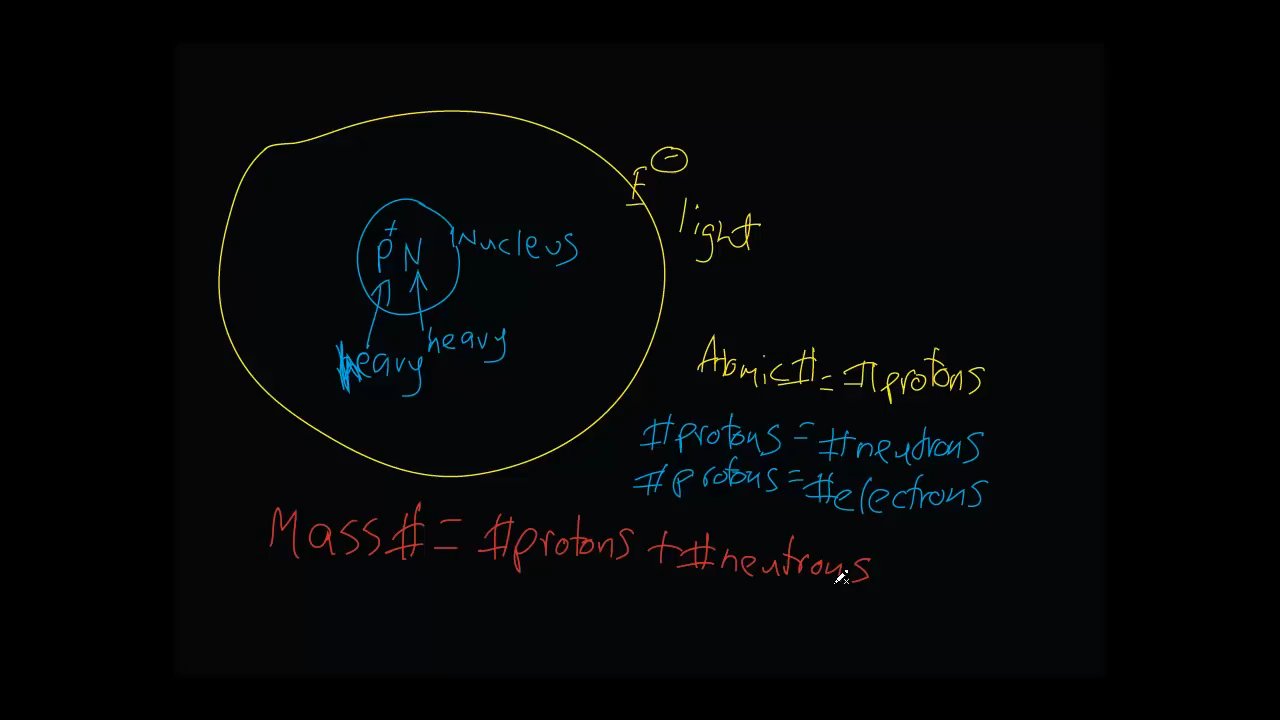 E -
light
P+ N Nucleus
heavy heavy
Atomic# = #protons
#protons = #neutrons
#protons = #electrons
Mass# = #protons + #neutrons